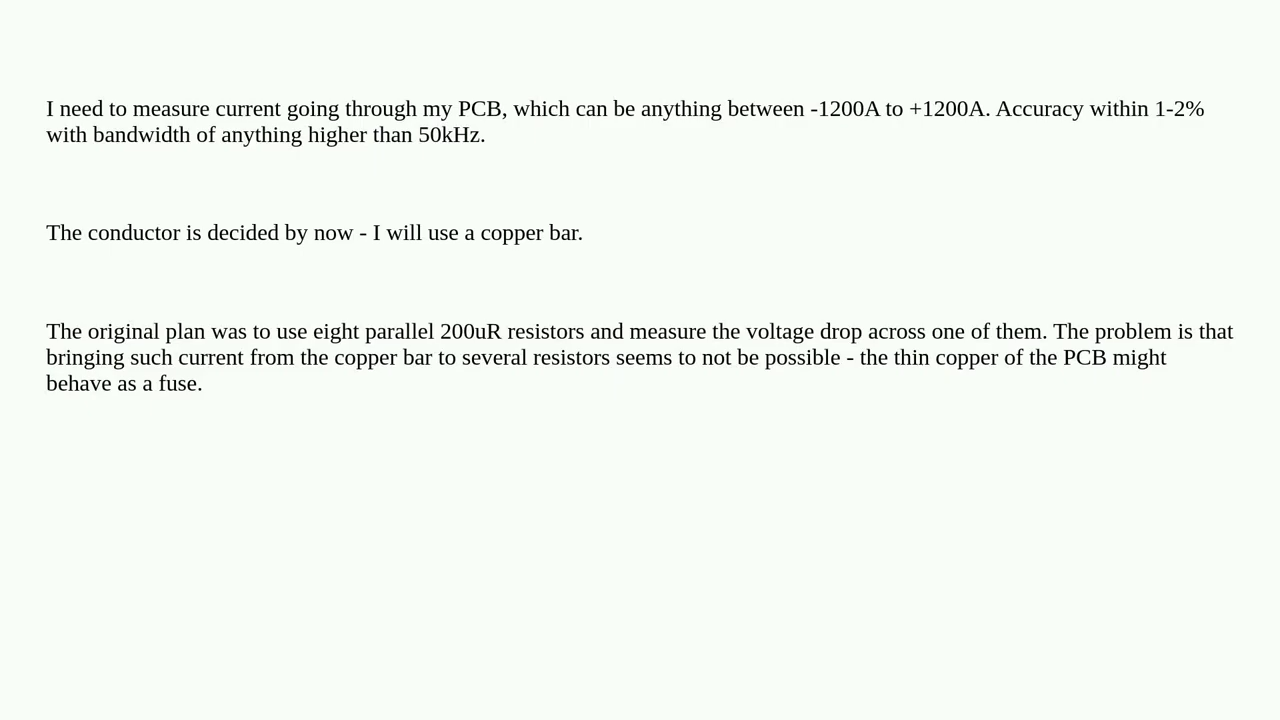 I need to measure current going through my PCB, which can be anything between -1200A to +1200A. Accuracy within 1-2%
with bandwidth of anything higher than 50kHz.
The conductor is decided by now - I will use a copper bar.
The original plan was to use eight parallel 200uR resistors and measure the voltage drop across one of them. The problem is that
bringing such current from the copper bar to several resistors seems to not be possible - the thin copper of the PCB might
behave as a fuse.